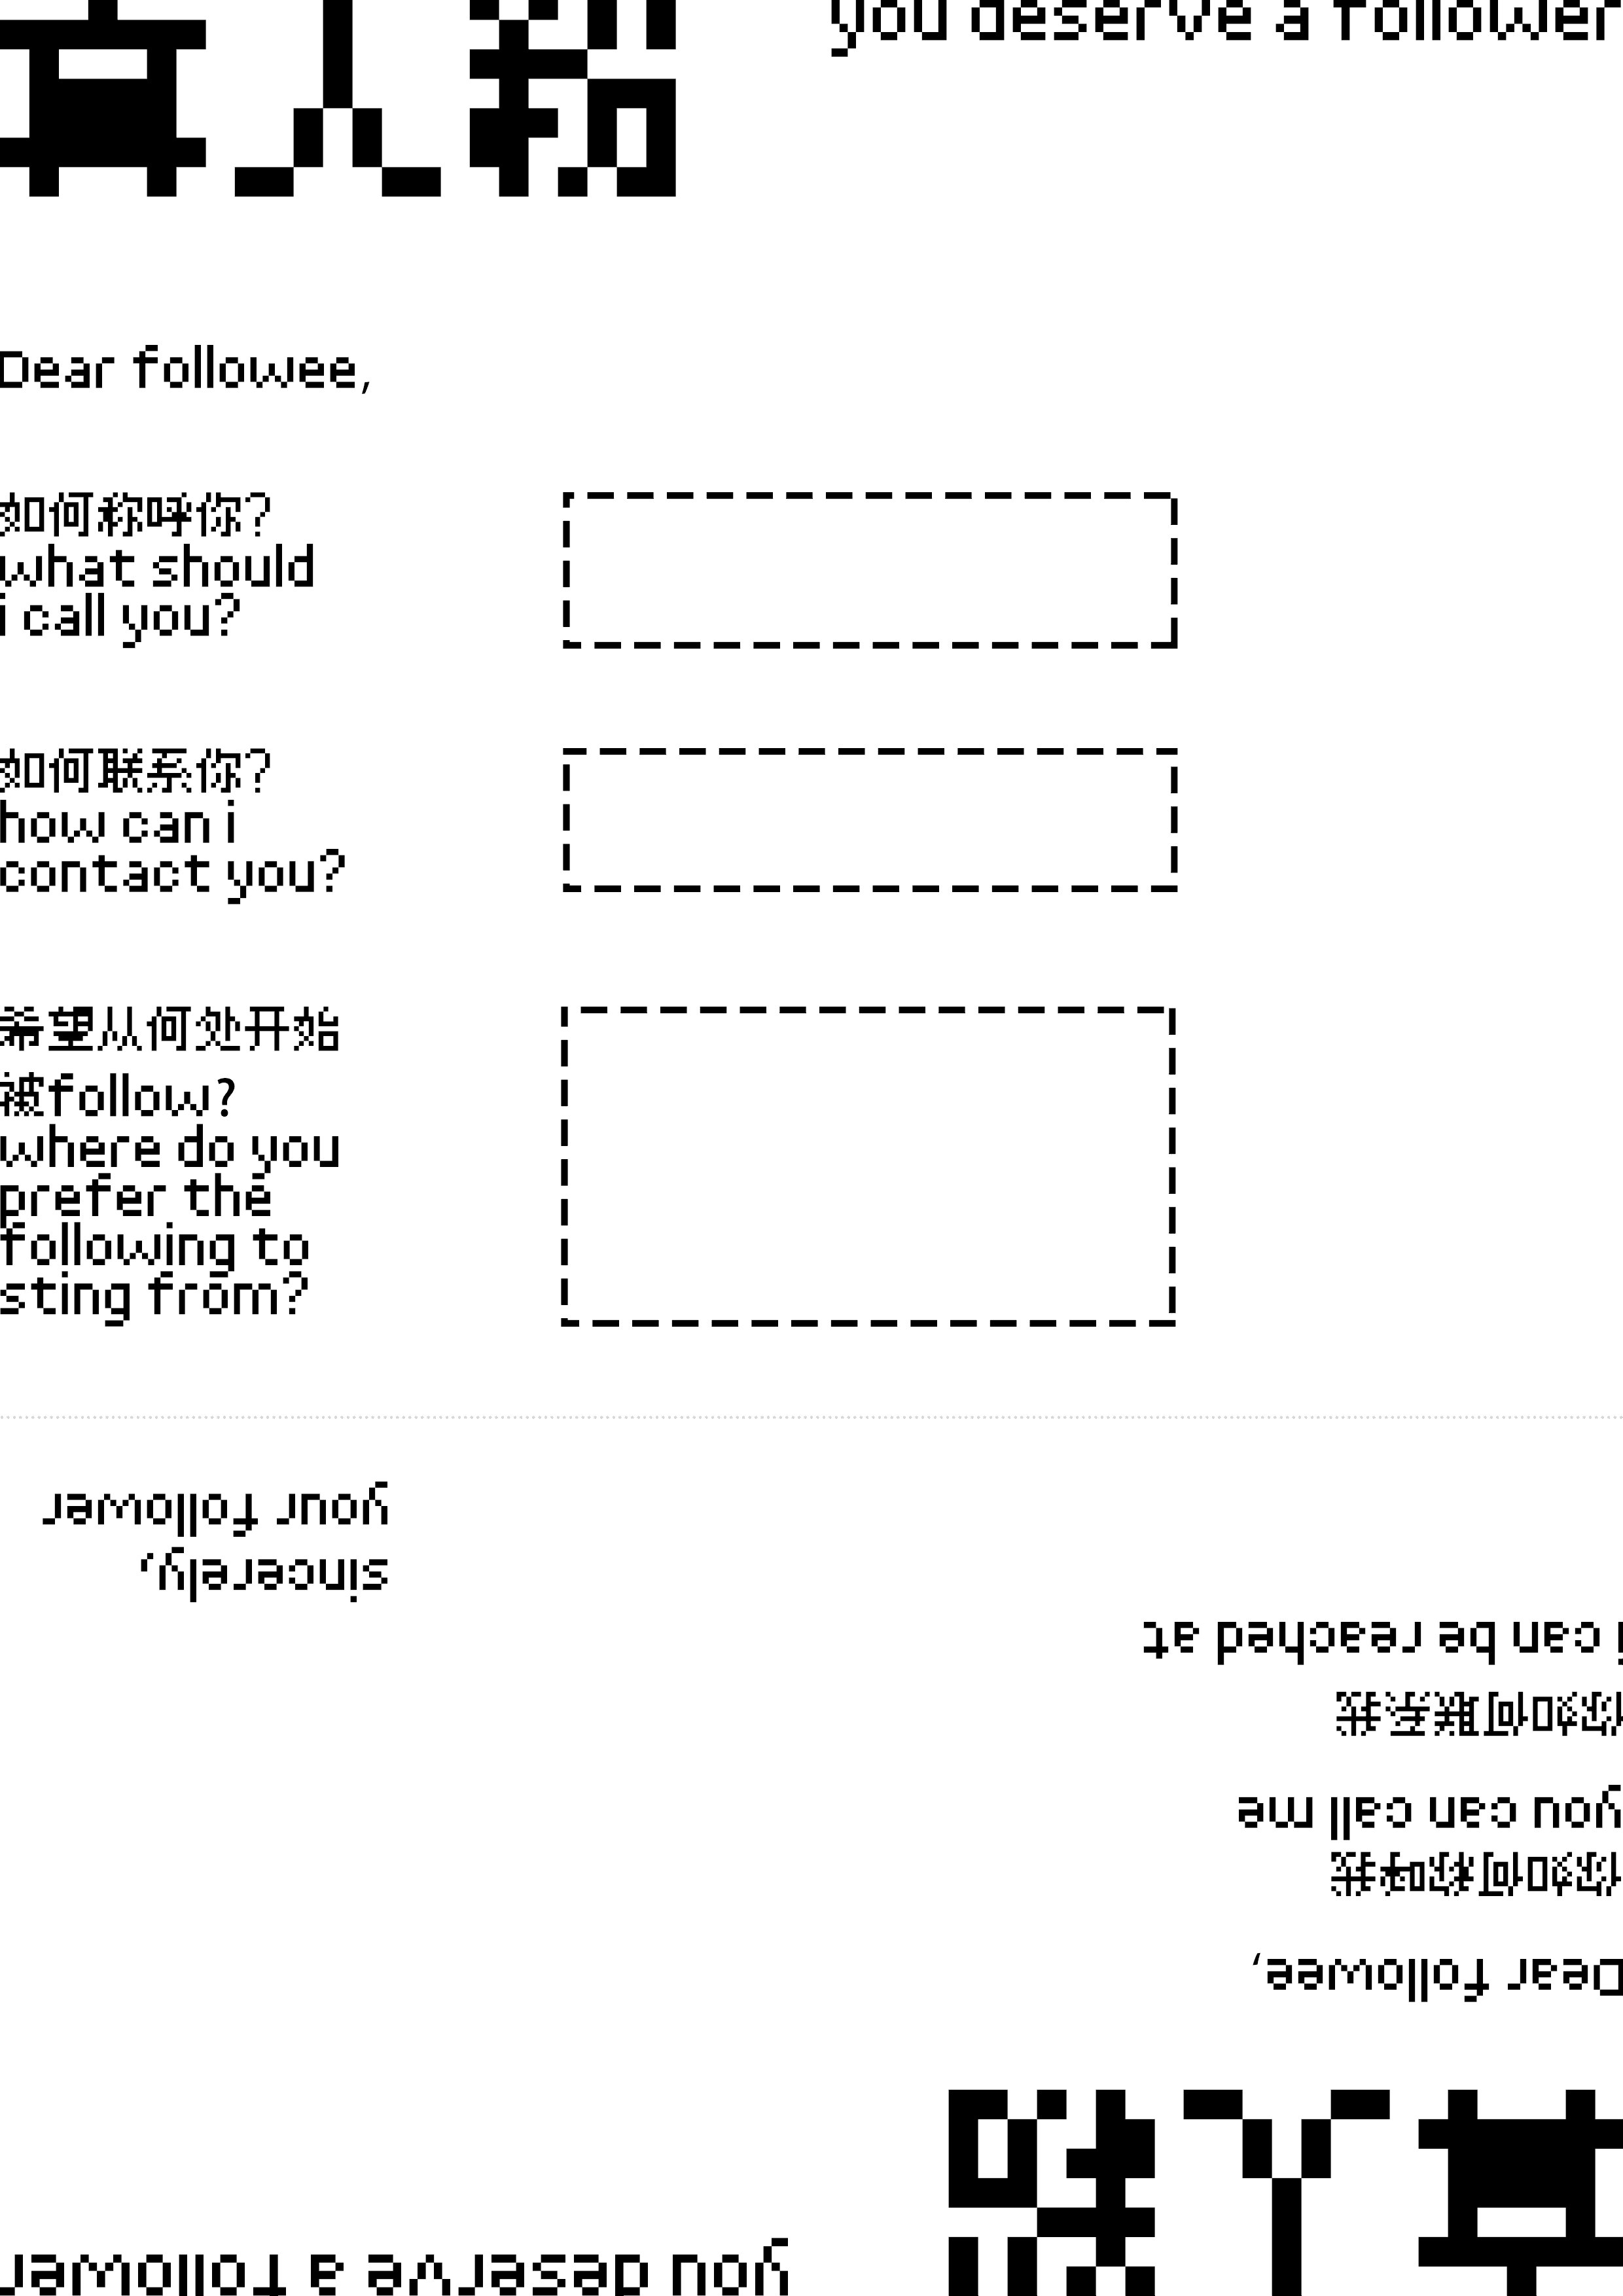 真人粉
you deserve a follower
Dear followee,
如何称呼你?
what should
i call you?
如何联系你?
how can i
contact you?
希望从何处开始
被follow?
where do you
prefer the
following to
sting from?
真人粉
you deserve a follower
Dear followee,
你如何称呼我
you can call me
你如何联系我
i can be reached at
sincerely,
your follower